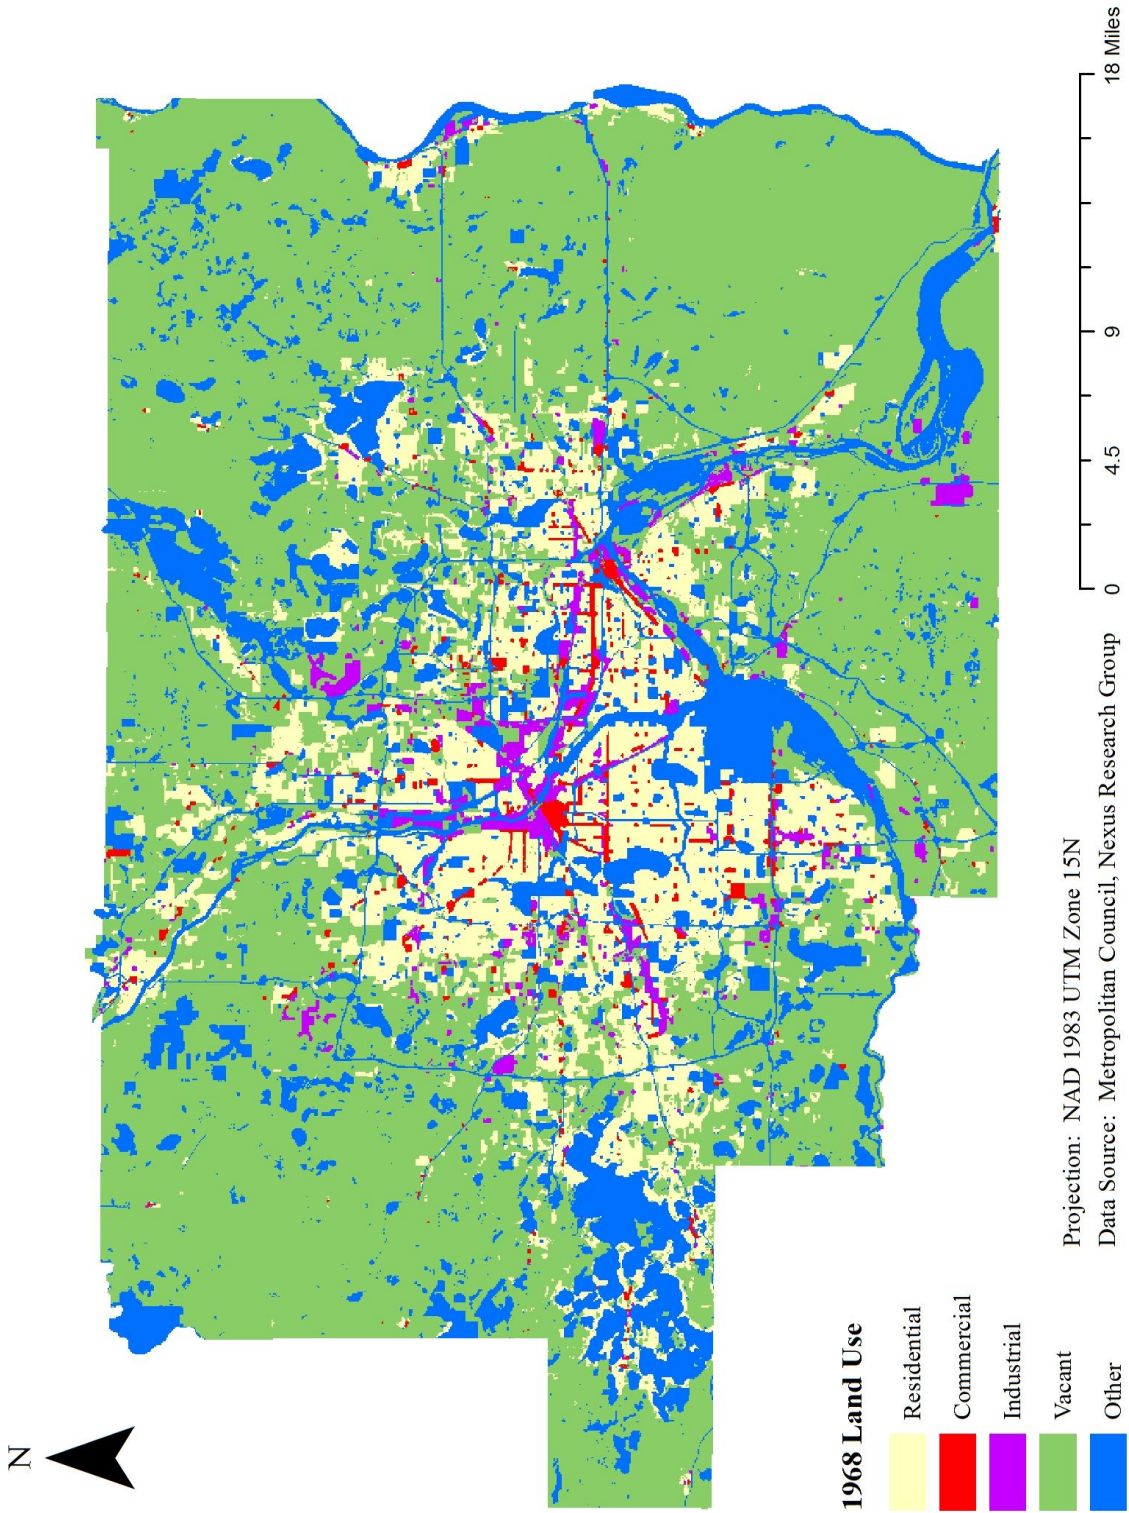 N
1968 Land Use
Residential
Commercial
Industrial
Vacant
Other
Projection: NAD 1983 UTM Zone 15N
Data Source: Metropolitan Council, Nexus Research Group
0 4.5 9 18 Miles